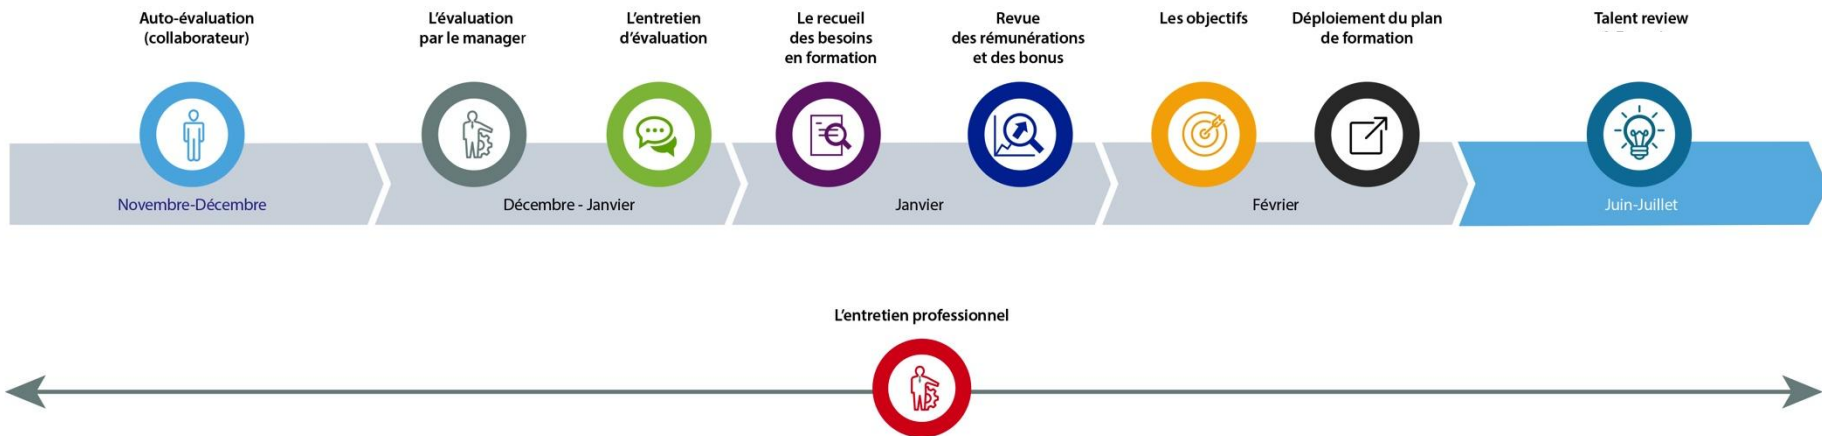 Auto-évaluation
(collaborateur)
L'évaluation
par le manager
L'entretien
d'évaluation
Le recueil
des besoins
en formation
Revue
des rémunérations
et des bonus
Les objectifs
Déploiement du plan
de formation
Talent review
Novembre-Décembre
Décembre - Janvier
Janvier
Février
Juin-Juillet
L'entretien professionnel